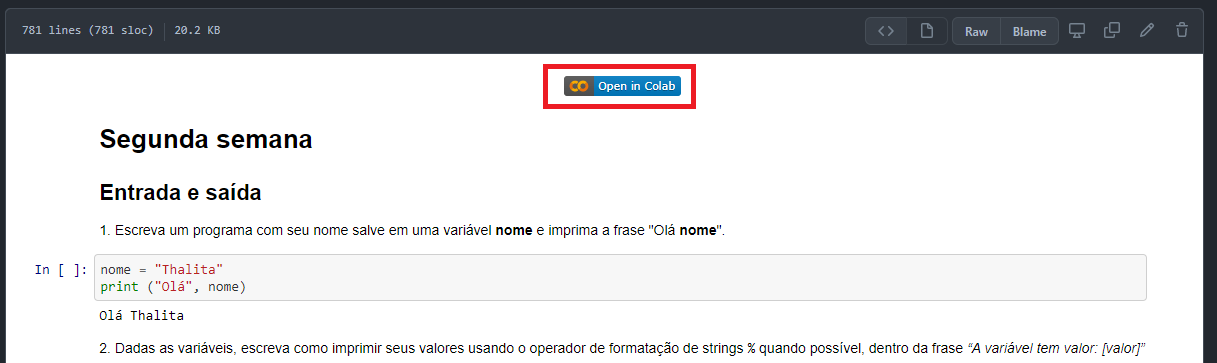 781 lines (781 sloc) 20.2 KB
<> Raw Blame
Open in Colab
Segunda semana
Entrada e saída
1. Escreva um programa com seu nome salve em uma variável nome e imprima a frase "Olá nome".
In [ ]: nome = "Thalita"
print ("Olá", nome)
Olá Thalita
2. Dadas as variáveis, escreva como imprimir seus valores usando o operador de formatação de strings % quando possível, dentro da frase “A variável tem valor: [valor]”